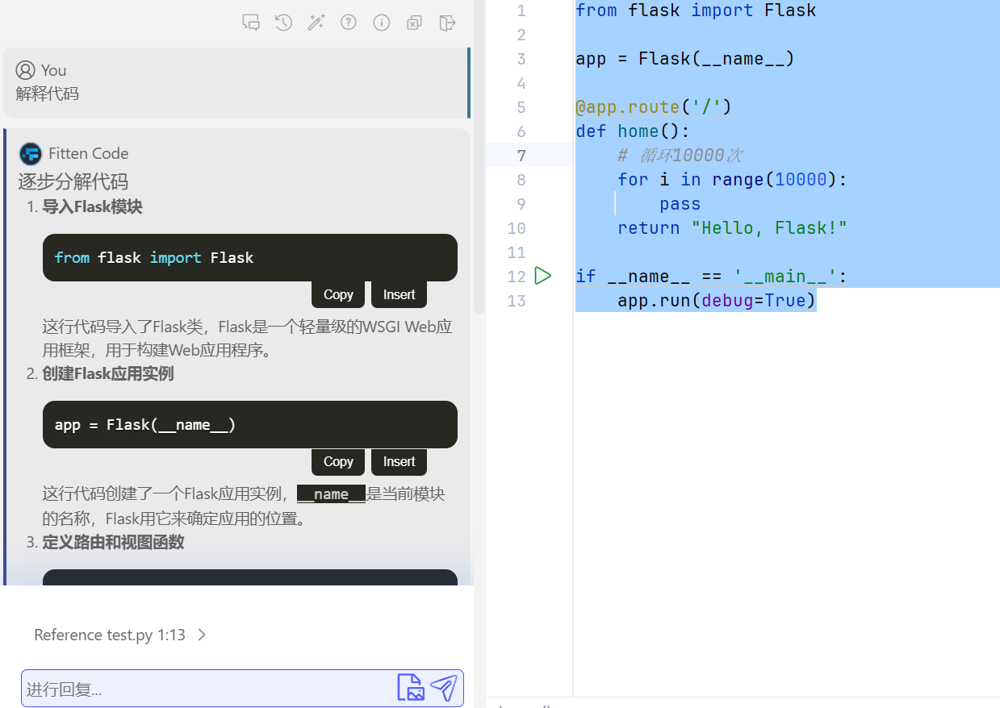 You
解释代码
Fitten Code
逐步分解代码
1. 导入Flask模块
from flask import Flask
Copy Insert
这行代码导入了Flask类，Flask是一个轻量级的WSGI Web应
用框架，用于构建Web应用程序。
2. 创建Flask应用实例
app = Flask(__name__)
Copy Insert
这行代码创建了一个Flask应用实例，__name__是当前模块
的名称，Flask用它来确定应用的位置。
3. 定义路由和视图函数
Reference test.py 1:13
进行回复...
1 from flask import Flask
2
3 app = Flask(__name__)
4
5 @app.route('/')
6 def home():
7 # 循环10000次
8 for i in range(10000):
9 pass
10 return "Hello, Flask!"
11
12 if __name__ == '__main__':
13 app.run(debug=True)